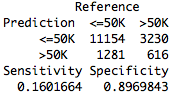 Reference
Prediction <=50K >50K
<=50K 11154 3230
>50K 1281 616
Sensitivity Specificity
0.1601664 0.8969843